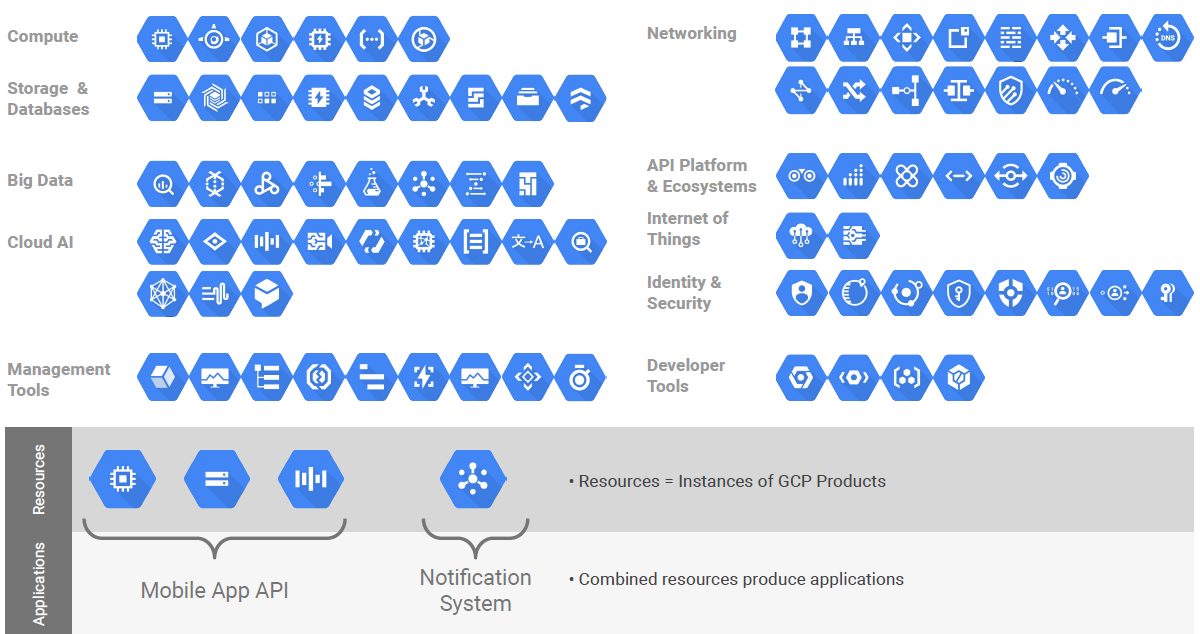 Compute
Storage &
Databases
Big Data
Cloud AI
文→A
Management
Tools
Networking
DNS
API Platform
& Ecosystems
Internet of
Things
Identity &
Security
Developer
Tools
Resources
• Resources = Instances of GCP Products
Applications
Mobile App API
Notification
System
• Combined resources produce applications